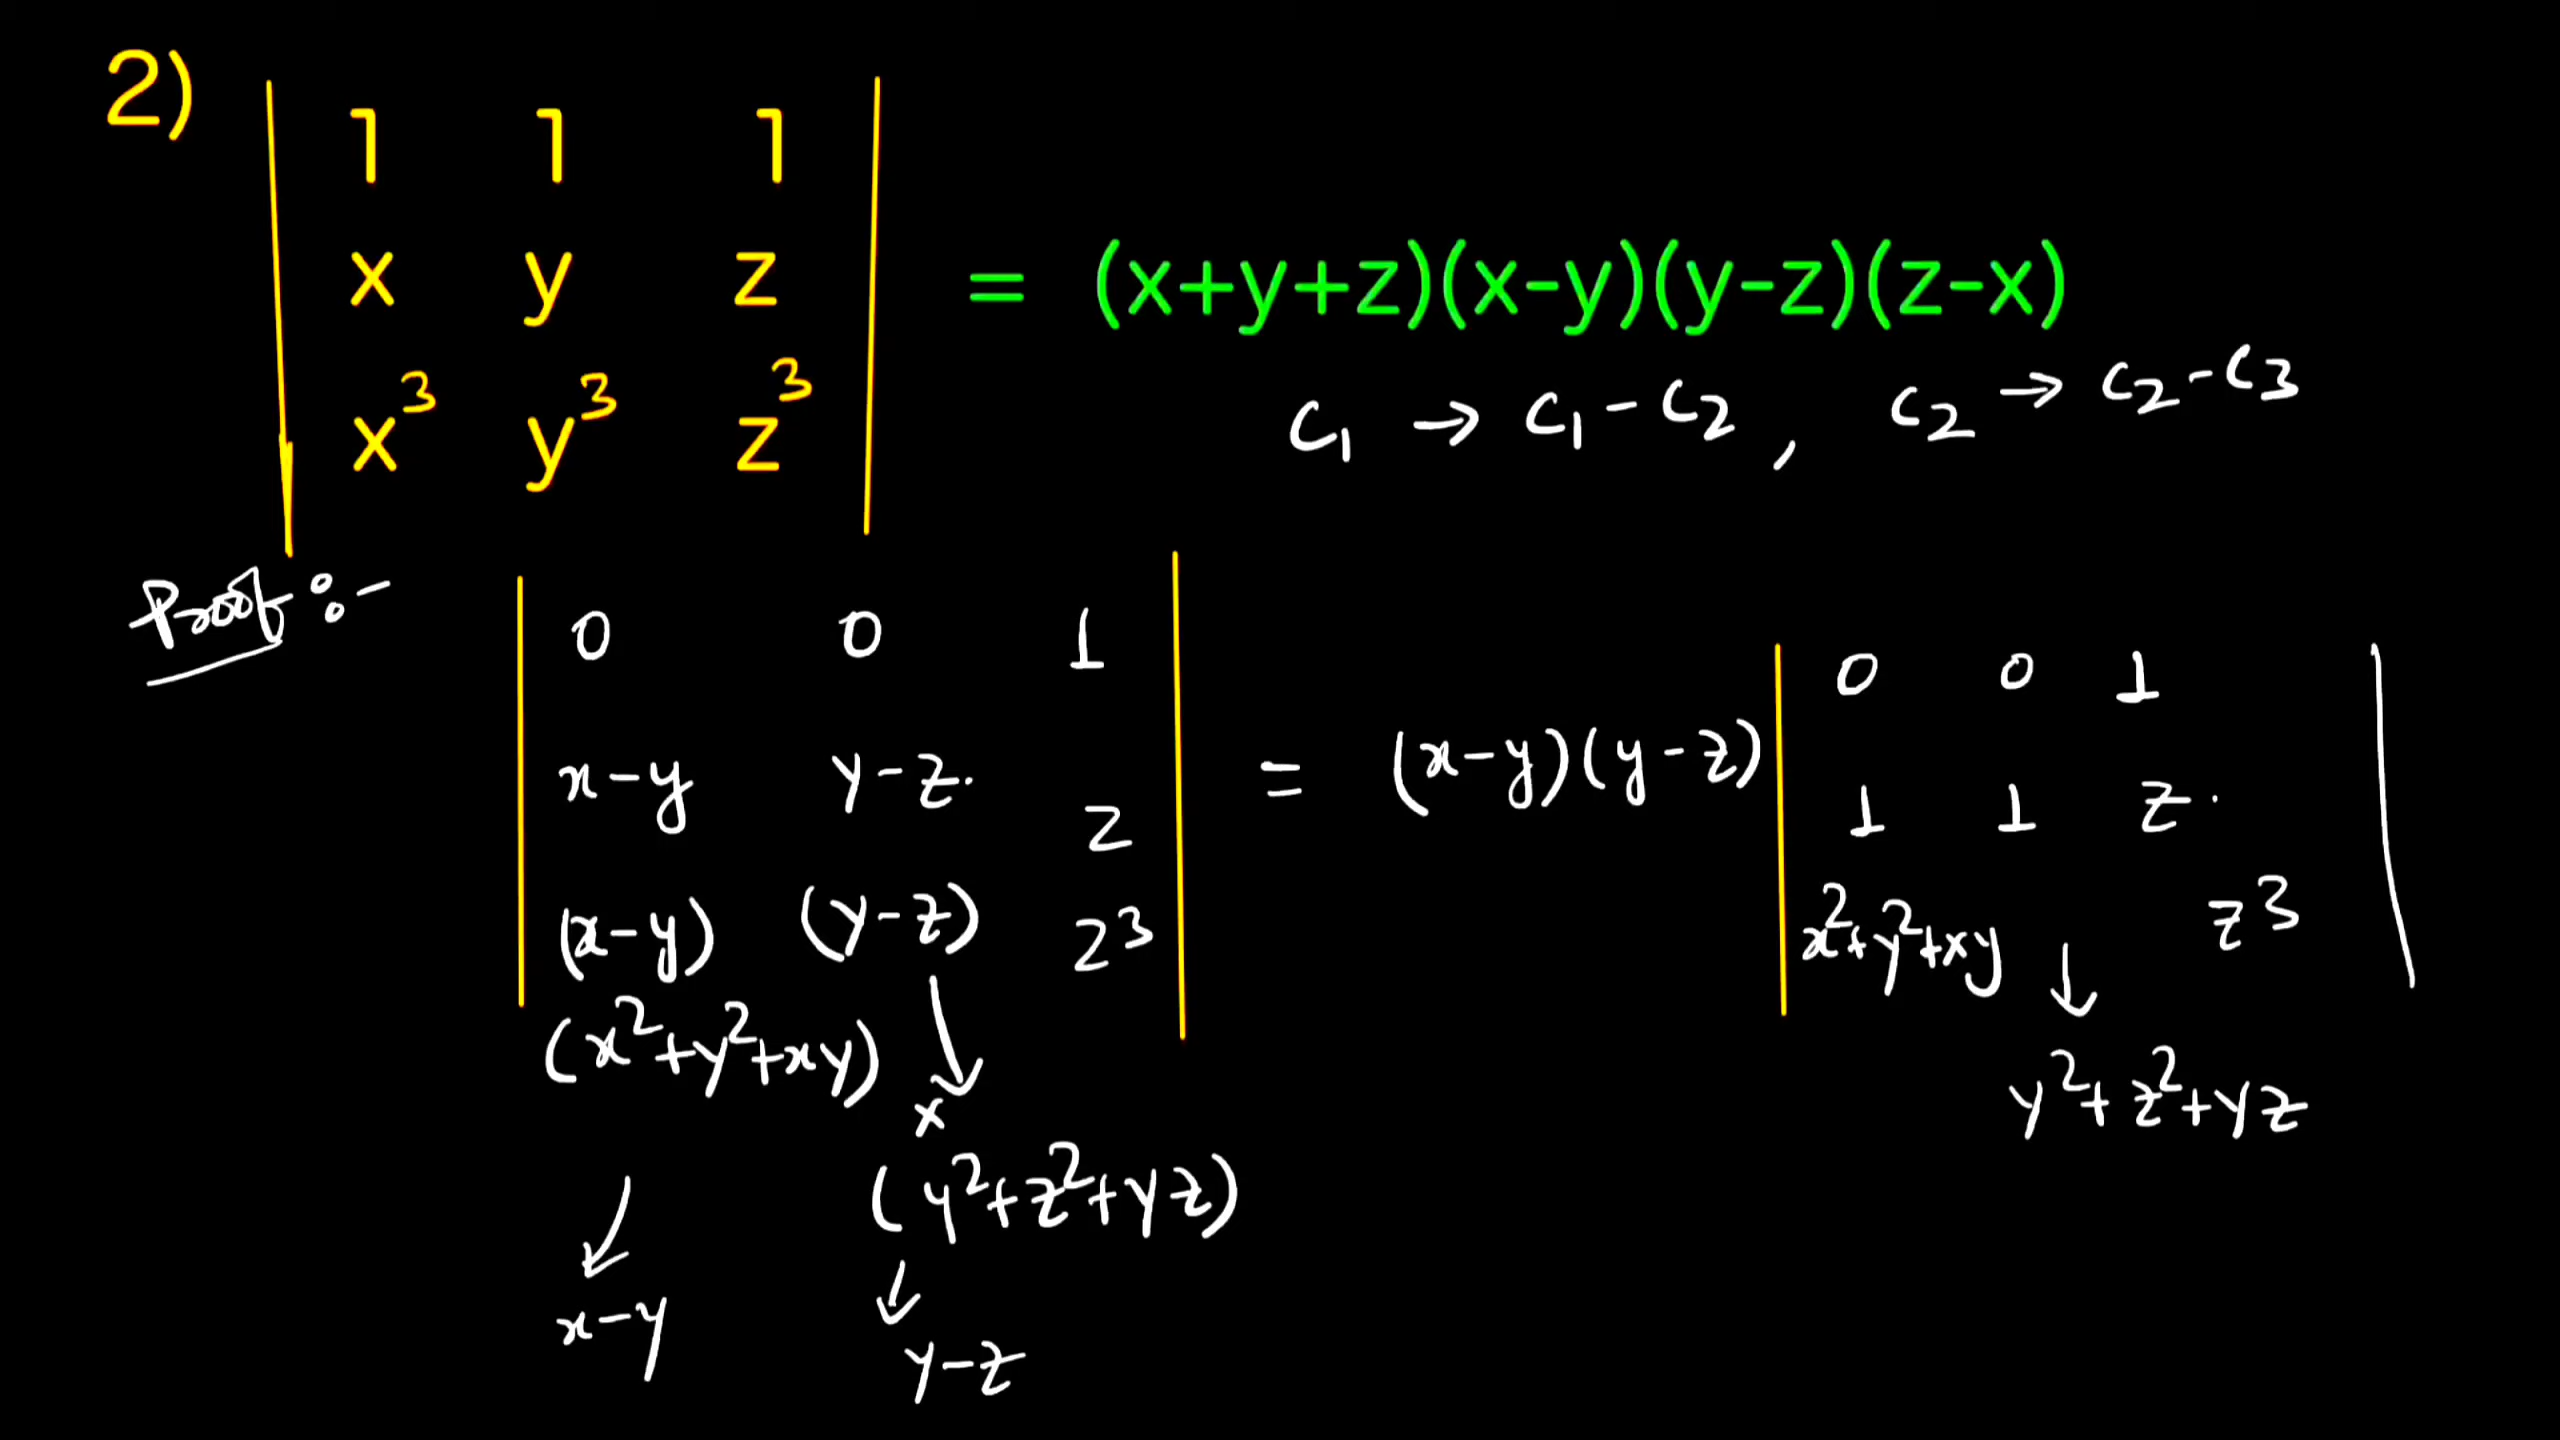 2)
1 1 1
x y z = (x+y+z)(x-y)(y-z)(z-x)
x³ y³ z³ C₁ → C₁ - C₂ , C₂ → C₂ - C₃
Proof :-
0 0 1
x-y y-z z
(x-y) (y-z) z³
(x²+y²+xy)
x
(y²+z²+yz)
x-y
y-z
= (x-y)(y-z)
0 0 1
1 1 z
x²+y²+xy z³
y²+z²+yz